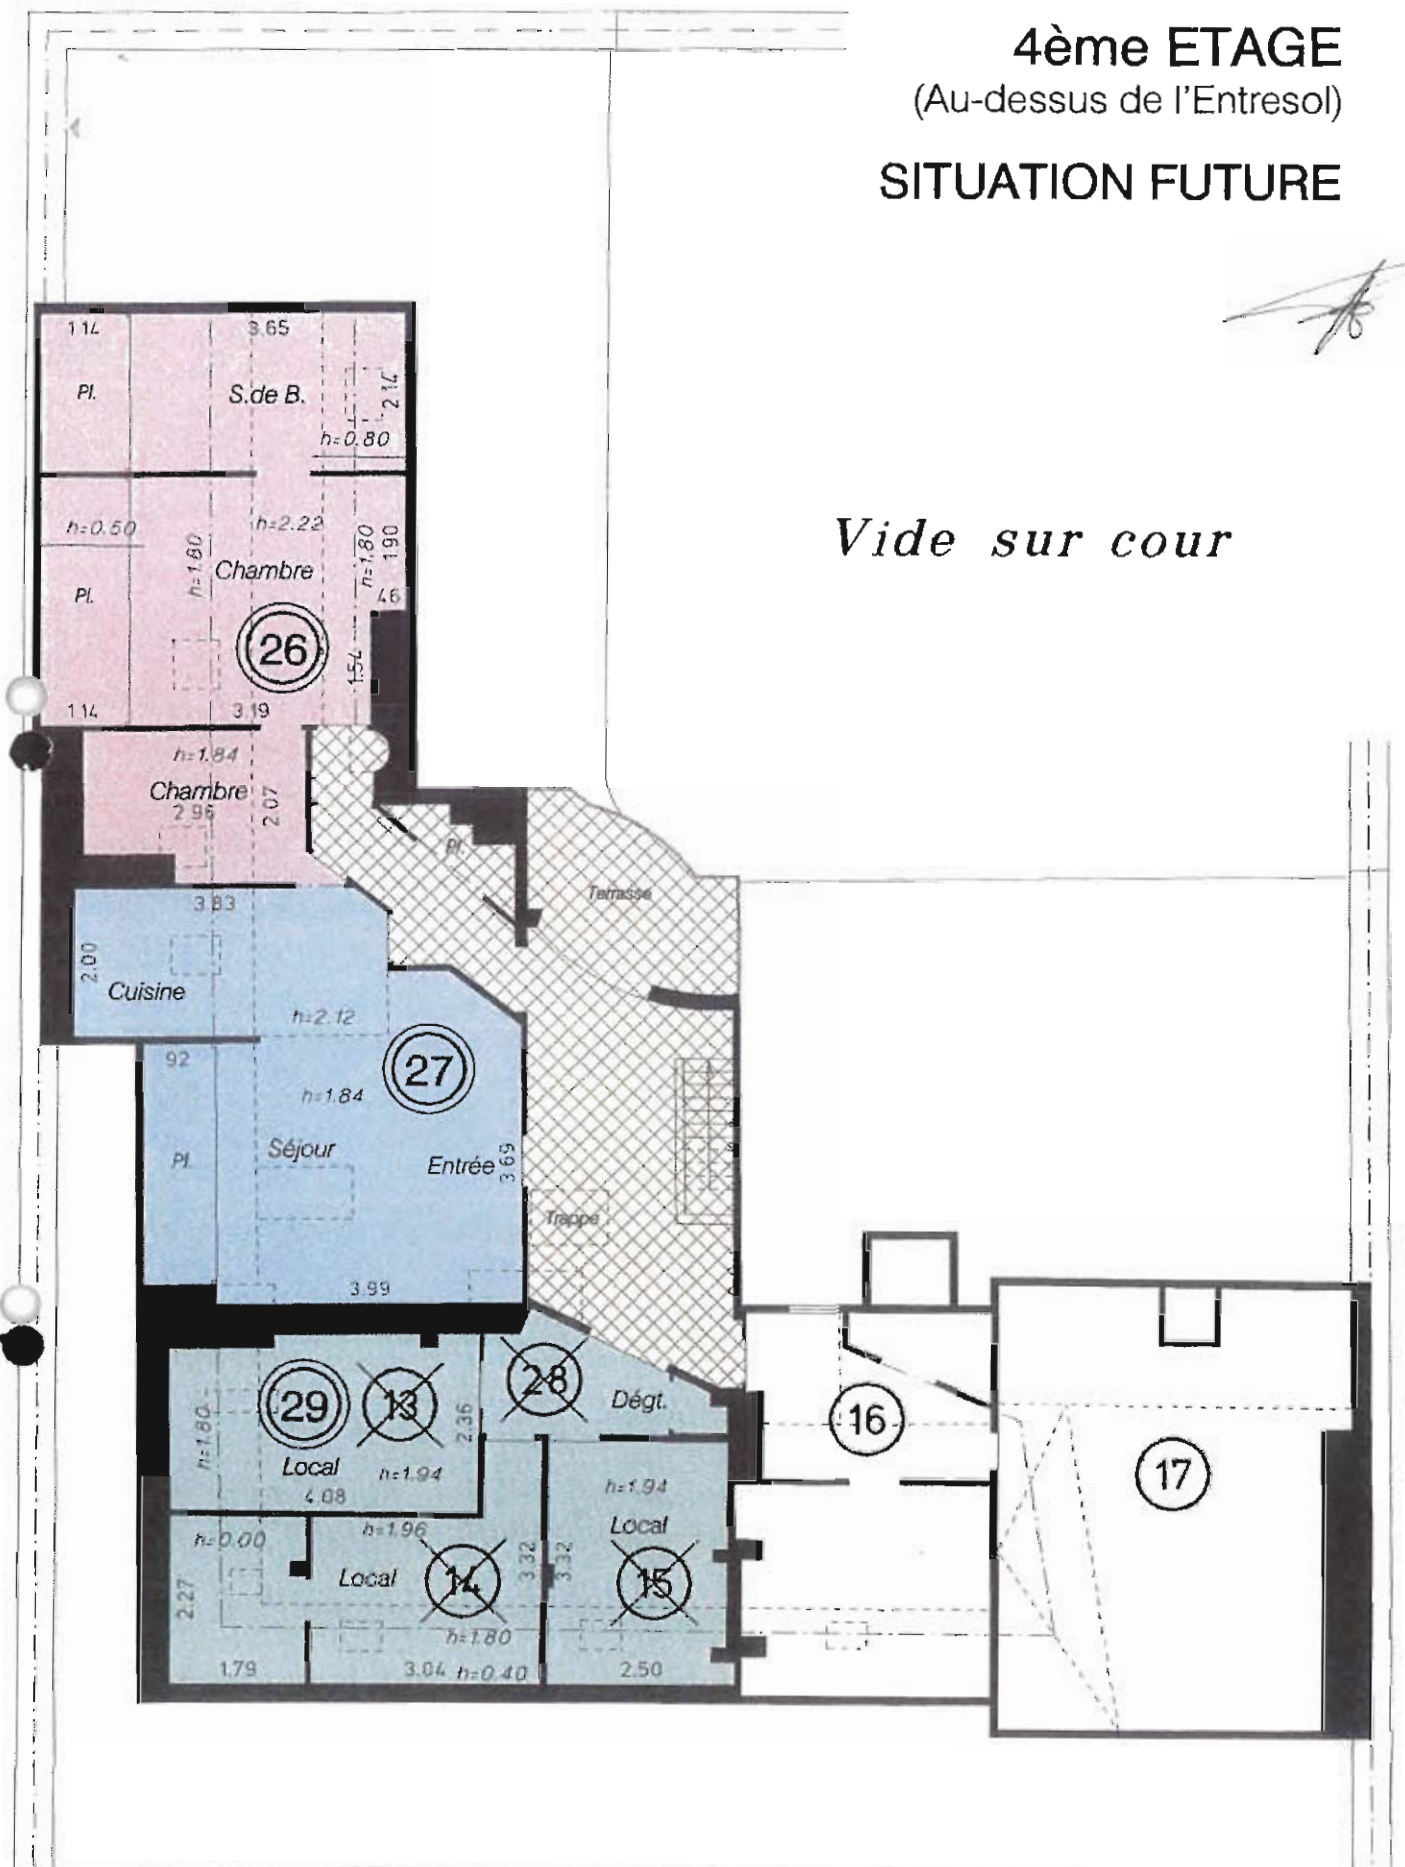 4ème ETAGE
(Au-dessus de l'Entresol)
SITUATION FUTURE
1.14
3.65
Pl.
S.de B.
2.14
h=0.80
h=0.50
h=2.22
h=1.80
h=1.80
1.90
Vide sur cour
Chambre
Pl.
46
26
1.54
1.14
3.19
h=1.84
Chambre
2.96
2.07
Pl.
Terrasse
3.83
2.00
Cuisine
h=2.12
92
27
h=1.84
Séjour
Pl.
Entrée
3.69
Trappe
3.99
28
29
13
2.36
Dégt.
16
h=1.80
Local
h=1.94
4.08
h=1.94
17
h=0.00
h=1.96
Local
Local
14
3.32
3.32
15
2.27
h=1.80
1.79
3.04
h=0.40
2.50